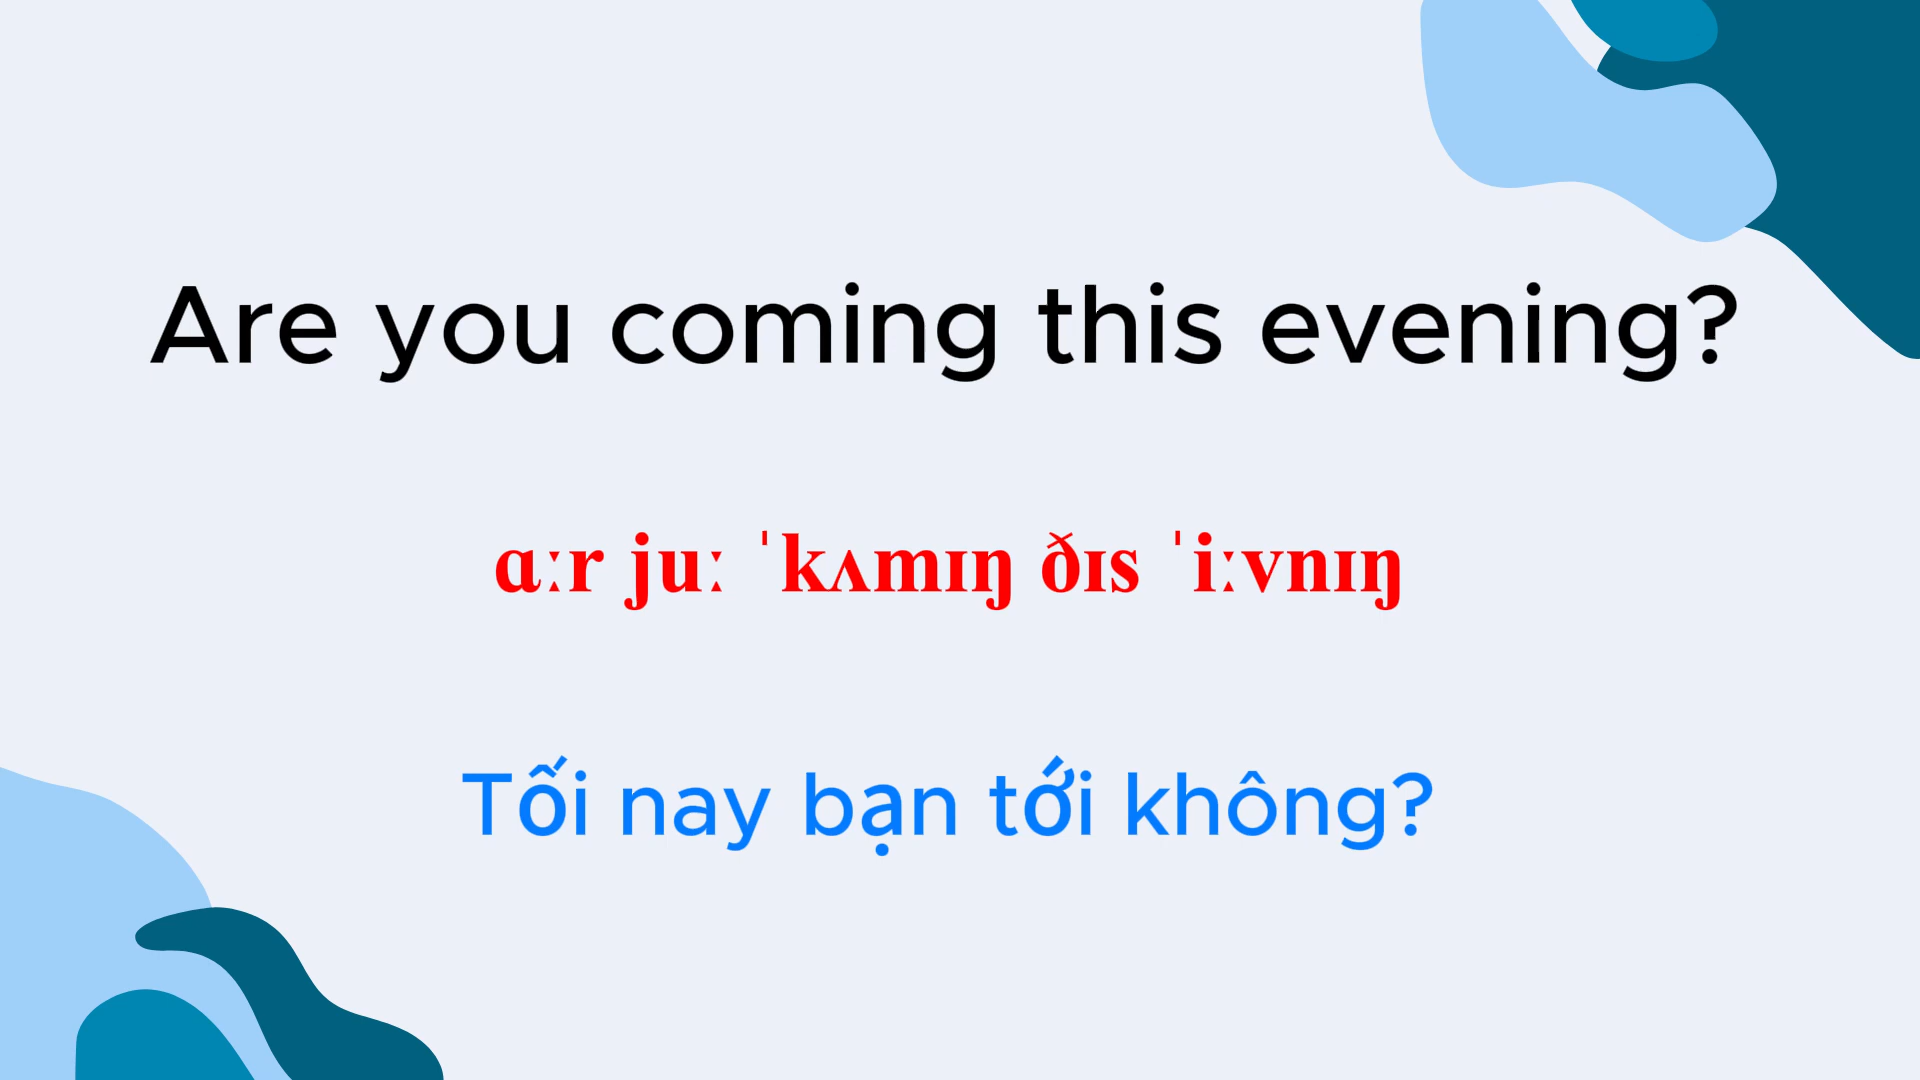 Are you coming this evening?
ɑːr juː ˈkʌmɪŋ ðɪs ˈiːvnɪŋ
Tối nay bạn tới không?